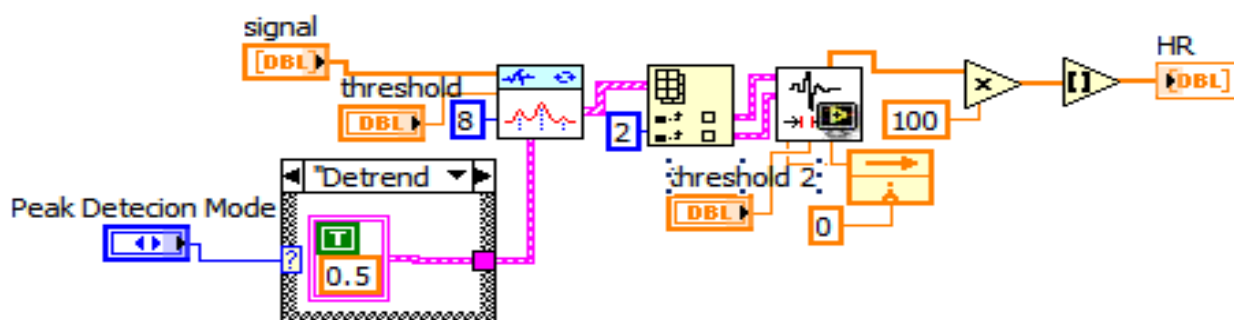 signal
[DBL]
threshold
DBL
8
"Detrend
Peak Detecion Mode
?
T
0.5
2
threshold 2
DBL
0
100
x
[]
HR
[DBL]